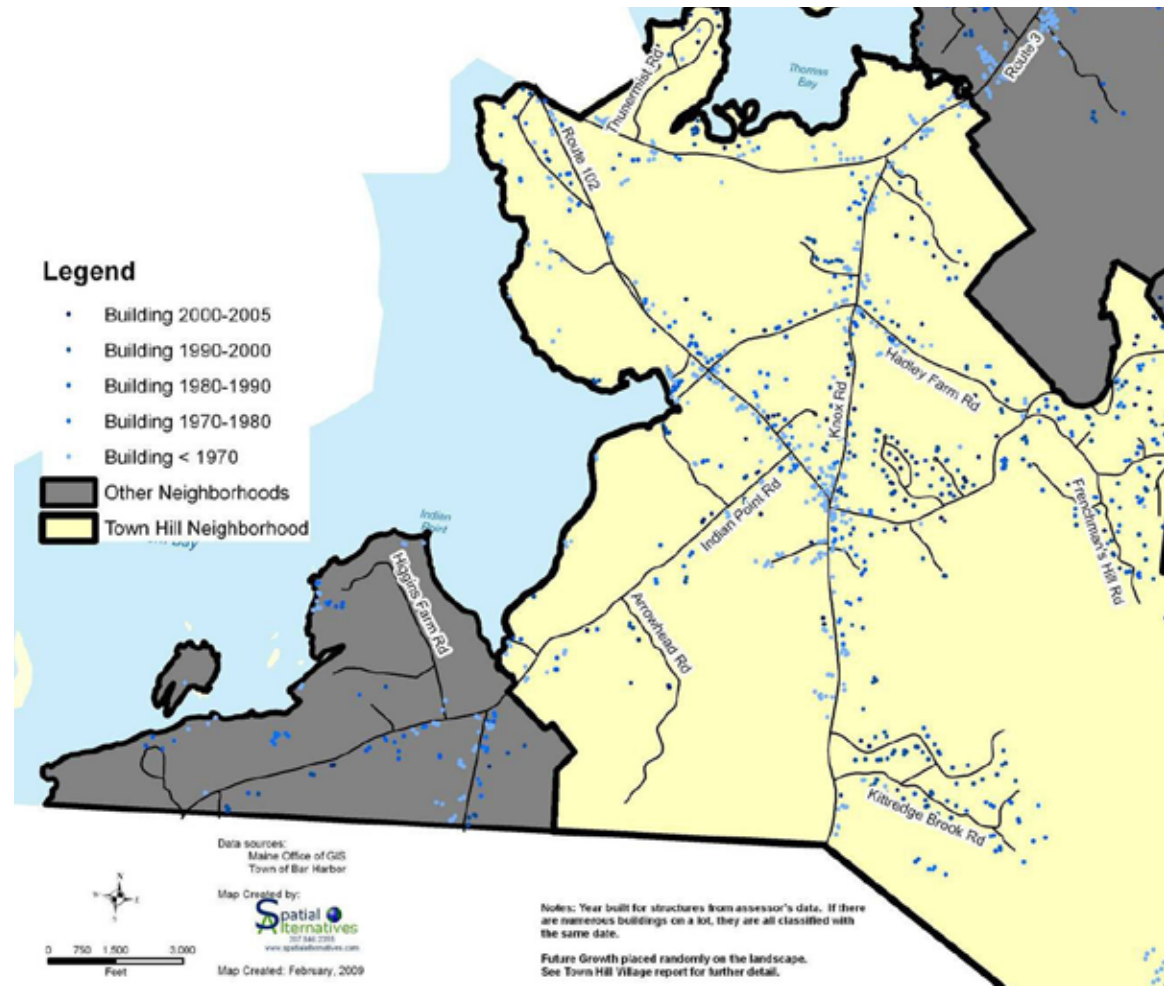 Thomas
Bay
Route 3
Thunermist Rd
Route 102
Legend
Building 2000-2005
Building 1990-2000
Building 1980-1990
Building 1970-1980
Building < 1970
Other Neighborhoods
Town Hill Neighborhood
Bay
Hadley Farm Rd
Knox Rd
Indian Point Rd
Frenchman's Hill Rd
Indian
Point
Higgins Farm Rd
Arrowhead Rd
Kittredge Brook Rd
Data sources:
Maine Office of GIS
Town of Bar Harbor
Map Created by:
Spatial
Alternatives
www.spatialalternatives.com
N
W E
S
0 750 1,500 3,000
Feet
Map Created: February, 2009
Notes: Year built for structures from assessor's data. If there
are numerous buildings on a lot, they are all classified with
the same date.
Future Growth placed randomly on the landscape.
See Town Hill Village report for further detail.